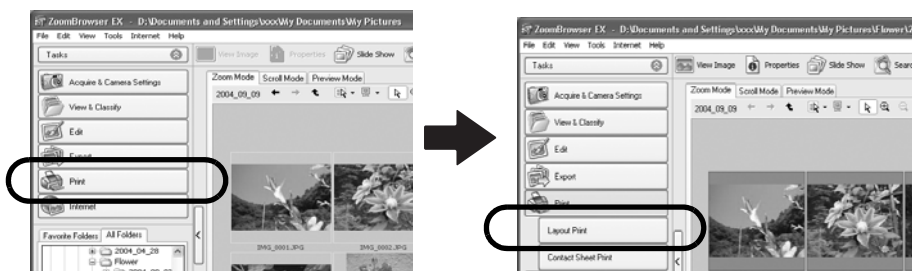 ZoomBrowser EX - D:\Documents and Settings\xxx\My Documents\My Pictures
File Edit View Tools Internet Help
Tasks
View Image Properties Slide Show
Acquire & Camera Settings
Zoom Mode Scroll Mode Preview Mode
2004_09_09
View & Classify
Edit
Export
Print
Internet
Favorite Folders All Folders
2004_04_28
Flower
IMG_0001.JPG IMG_0002.JPG
ZoomBrowser EX - D:\Documents and Settings\xxx\My Documents\My Pictures\Flower\2
File Edit View Tools Internet Help
Tasks
View Image Properties Slide Show Searc
Acquire & Camera Settings
Zoom Mode Scroll Mode Preview Mode
2004_09_09
View & Classify
Edit
Export
Print
Layout Print
Contact Sheet Print